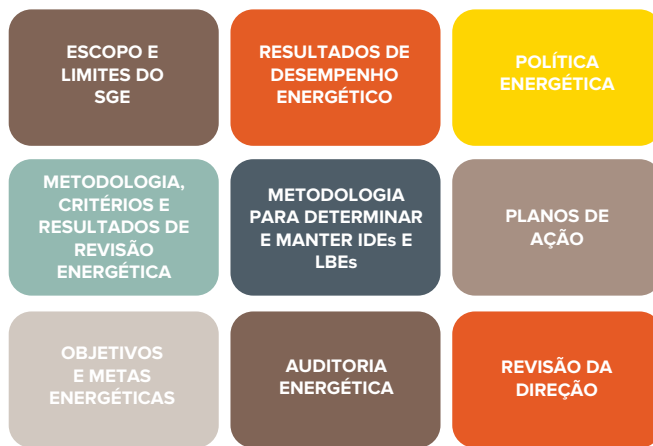 ESCOPO E
LIMITES DO
SGE
RESULTADOS DE
DESEMPENHO
ENERGÉTICO
POLÍTICA
ENERGÉTICA
METODOLOGIA,
CRITÉRIOS E
RESULTADOS DE
REVISÃO
ENERGÉTICA
METODOLOGIA
PARA DETERMINAR
E MANTER IDEs E
LBEs
PLANOS DE
AÇÃO
OBJETIVOS
E METAS
ENERGÉTICAS
AUDITORIA
ENERGÉTICA
REVISÃO DA
DIREÇÃO